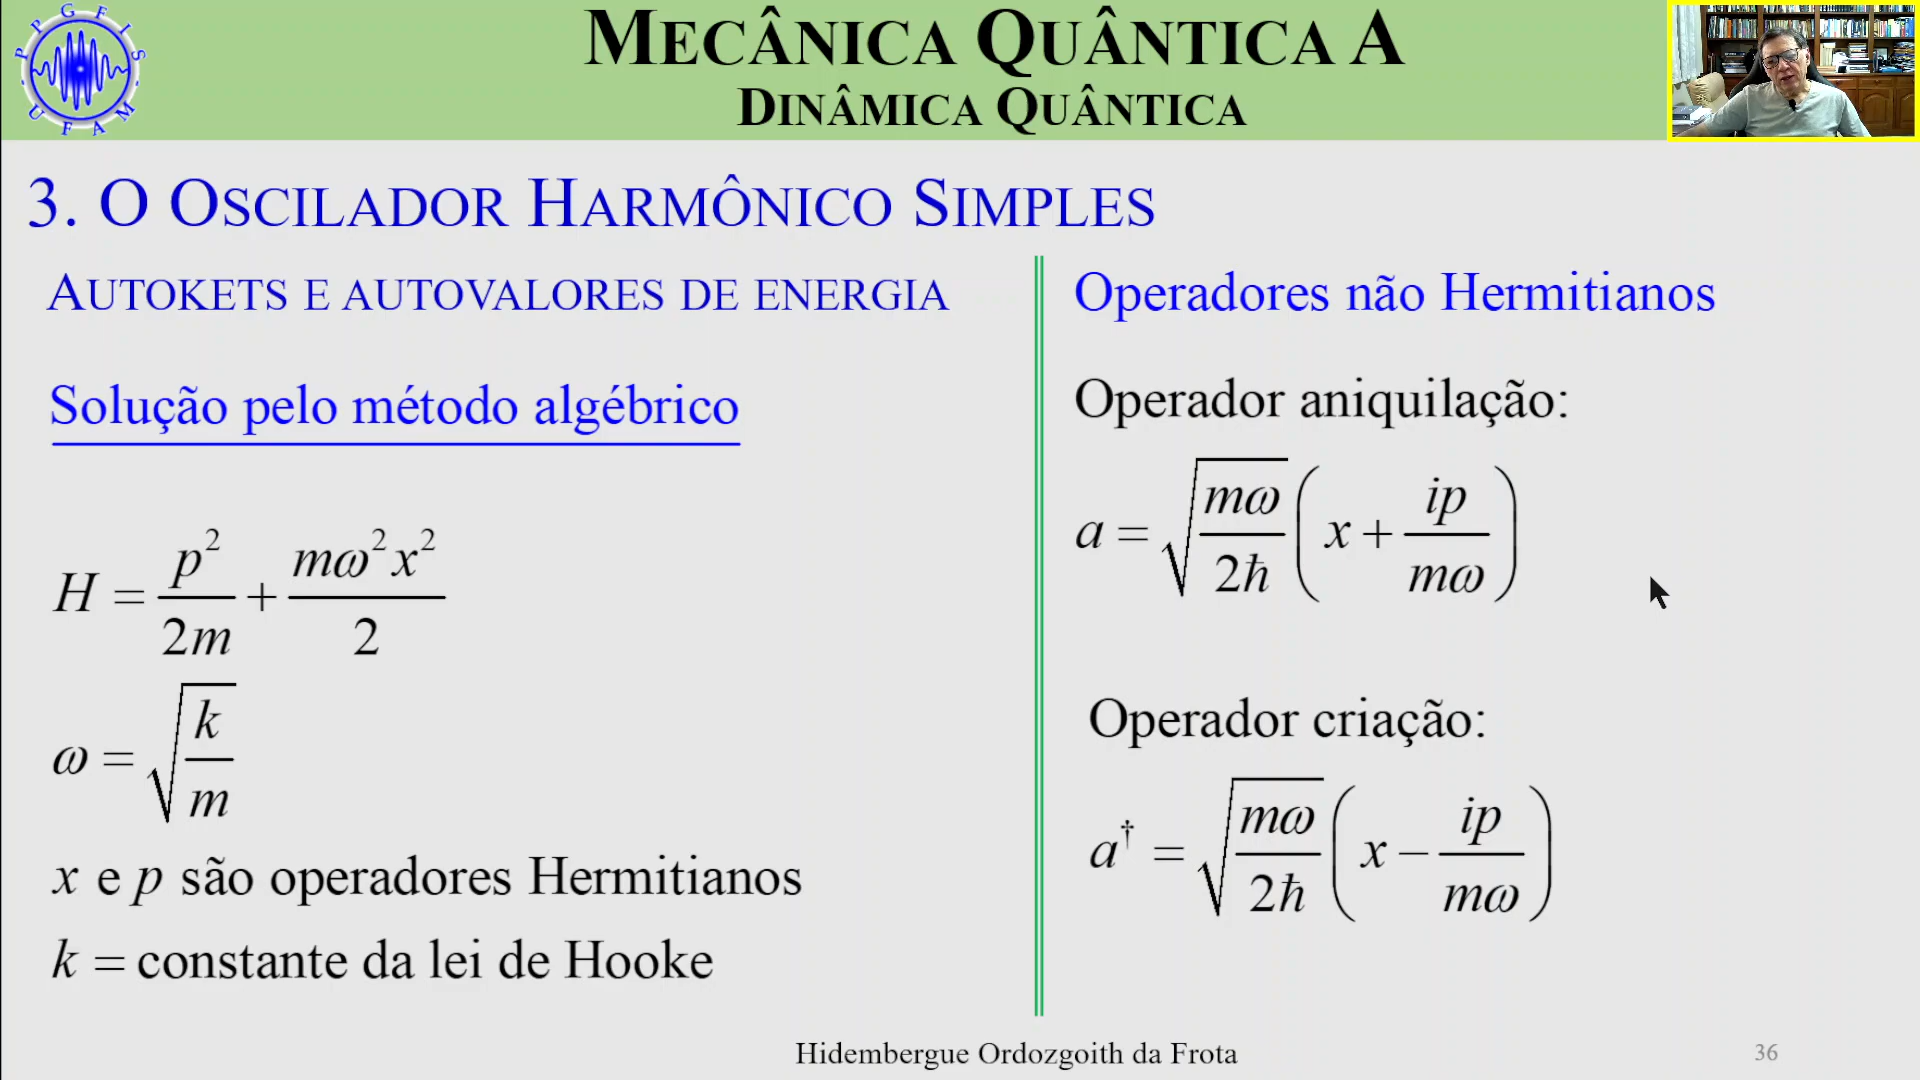 PPGFIS
UFAM
MECÂNICA QUÂNTICA A
DINÂMICA QUÂNTICA
3. O OSCILADOR HARMÔNICO SIMPLES
AUTOKETS E AUTOVALORES DE ENERGIA
Solução pelo método algébrico
H = p²/2m + mω²x²/2
ω = √(k/m)
x e p são operadores Hermitianos
k = constante da lei de Hooke
Operadores não Hermitianos
Operador aniquilação:
a = √(mω/2ħ) (x + ip/mω)
Operador criação:
a† = √(mω/2ħ) (x − ip/mω)
Hidembergue Ordozgoith da Frota
36